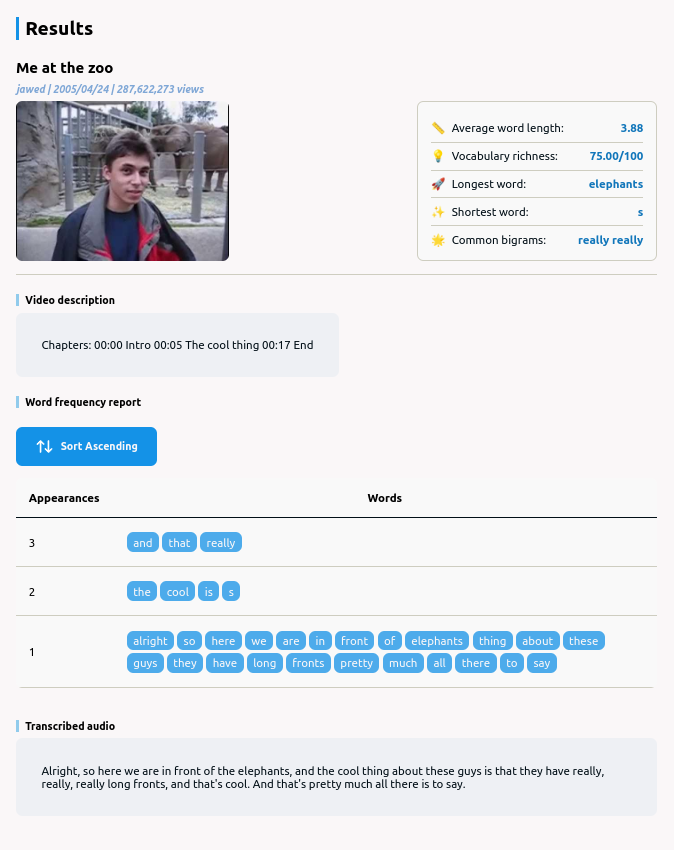 Results
Me at the zoo
jawed | 2005/04/24 | 287,622,273 views
Average word length: 3.88
Vocabulary richness: 75.00/100
Longest word: elephants
Shortest word: s
Common bigrams: really really
Video description
Chapters: 00:00 Intro 00:05 The cool thing 00:17 End
Word frequency report
Sort Ascending
Appearances Words
3 and that really
2 the cool is s
1 alright so here we are in front of elephants thing about these
guys they have long fronts pretty much all there to say
Transcribed audio
Alright, so here we are in front of the elephants, and the cool thing about these guys is that they have really,
really, really long fronts, and that's cool. And that's pretty much all there is to say.